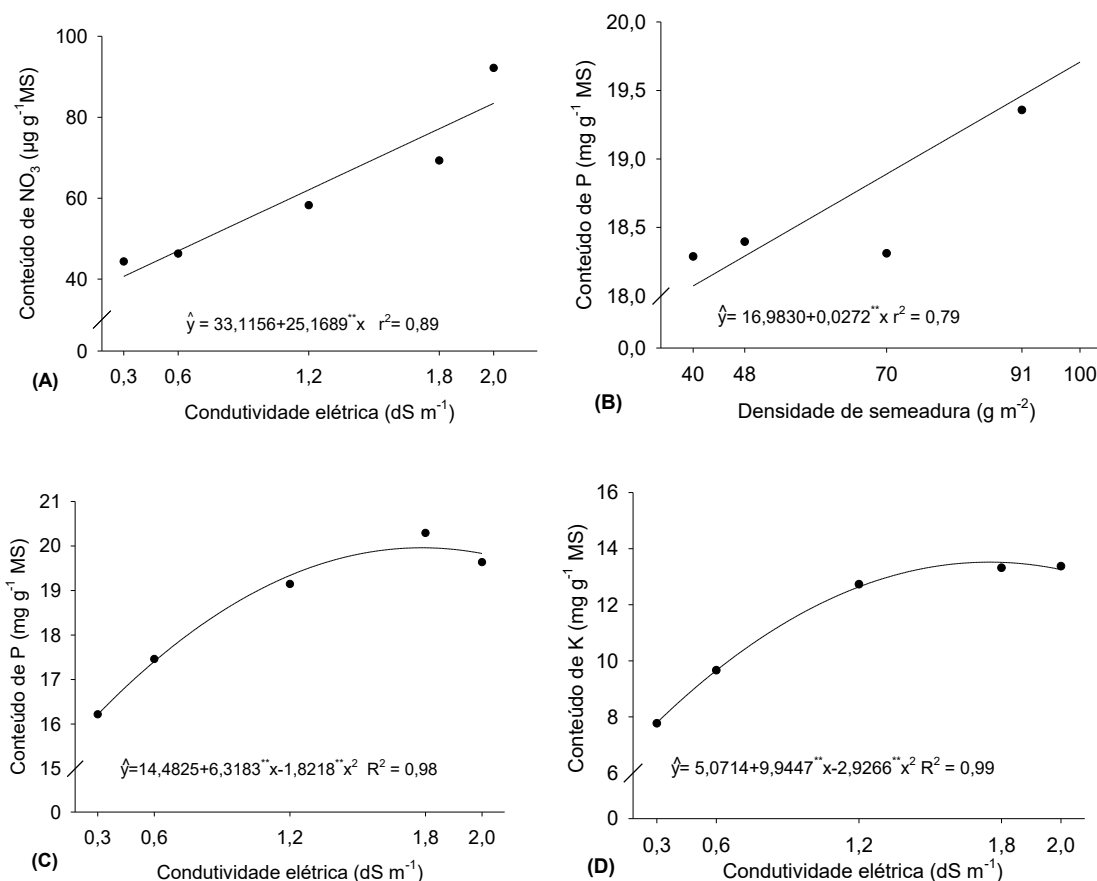 100
80
60
40
0
Conteúdo de NO₃ (µg g⁻¹MS)
ŷ = 33,1156+25,1689**x r²= 0,89
0,3 0,6 1,2 1,8 2,0
(A)
Condutividade elétrica (dS m⁻¹)
20,0
19,5
19,0
18,5
18,0
0,0
Conteúdo de P (mg g⁻¹ MS)
ŷ= 16,9830+0,0272**x r² = 0,79
40 48 70 91 100
(B)
Densidade de semeadura (g m⁻²)
21
20
19
18
17
16
15
0
Conteúdo de P (mg g⁻¹ MS)
ŷ=14,4825+6,3183**x-1,8218**x² R² = 0,98
0,3 0,6 1,2 1,8 2,0
(C)
Condutividade elétrica (dS m⁻¹)
16
14
12
10
8
6
0
Conteúdo de K (mg g⁻¹ MS)
ŷ= 5,0714+9,9447**x-2,9266**x² R² = 0,99
0,3 0,6 1,2 1,8 2,0
(D)
Condutividade elétrica (dS m⁻¹)